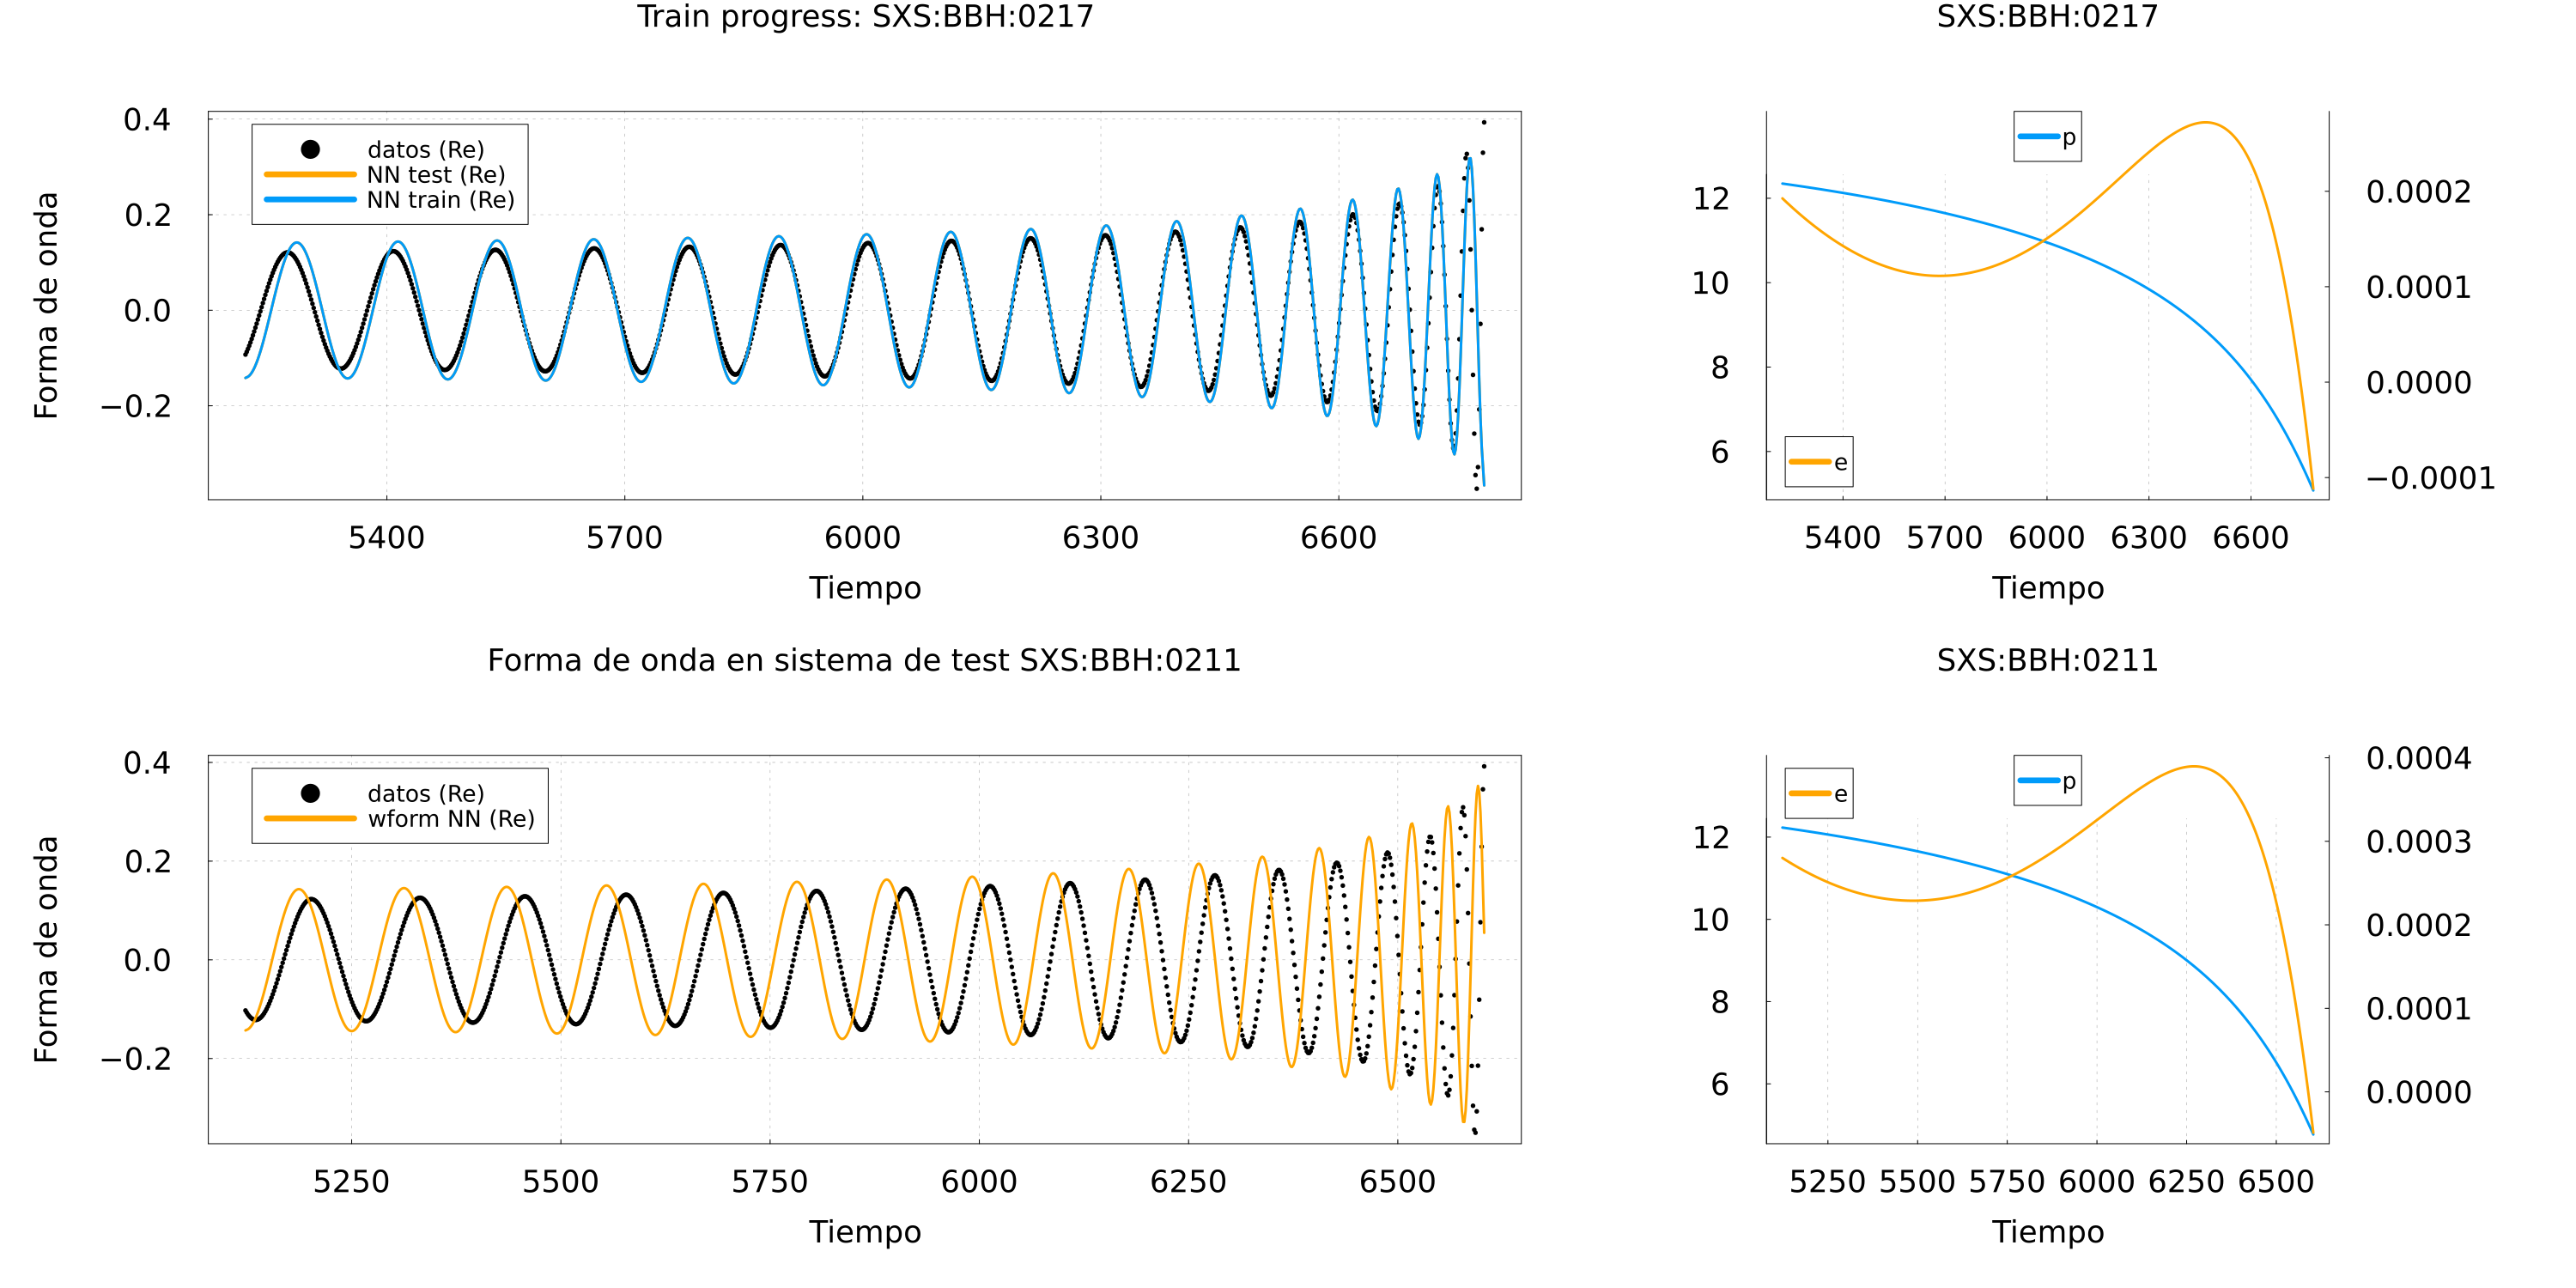 Train progress: SXS:BBH:0217
SXS:BBH:0217
Forma de onda
0.4
0.2
0.0
−0.2
datos (Re)
NN test (Re)
NN train (Re)
5400 5700 6000 6300 6600
Tiempo
12
10
8
6
p
e
0.0002
0.0001
0.0000
−0.0001
5400 5700 6000 6300 6600
Tiempo
Forma de onda en sistema de test SXS:BBH:0211
SXS:BBH:0211
Forma de onda
0.4
0.2
0.0
−0.2
datos (Re)
wform NN (Re)
5250 5500 5750 6000 6250 6500
Tiempo
12
10
8
6
e
p
0.0004
0.0003
0.0002
0.0001
0.0000
5250 5500 5750 6000 6250 6500
Tiempo